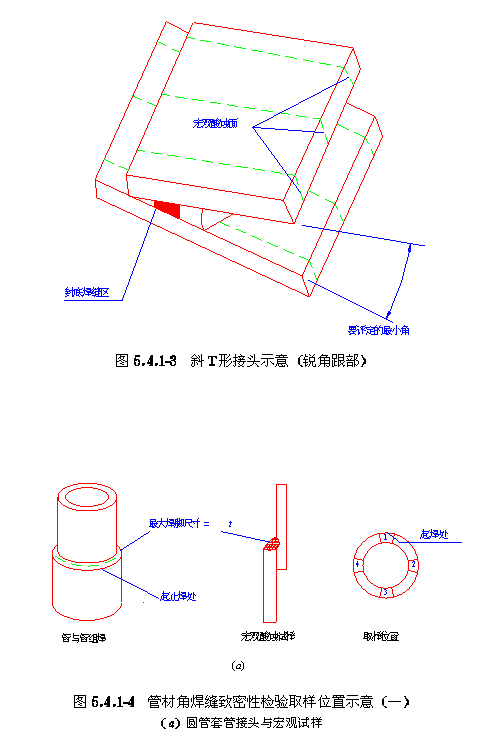 宏观酸蚀面
封底焊缝区
要评定的最小角
图 5.4.1-3 斜 T 形接头示意（锐角跟部）
最大焊脚尺寸 = t
起止焊处
管与管组焊
宏观酸蚀试样
起焊处
1
2
3
4
取样位置
(a)
图 5.4.1-4 管材角焊缝致密性检验取样位置示意（一）
(a) 圆管套管接头与宏观试样